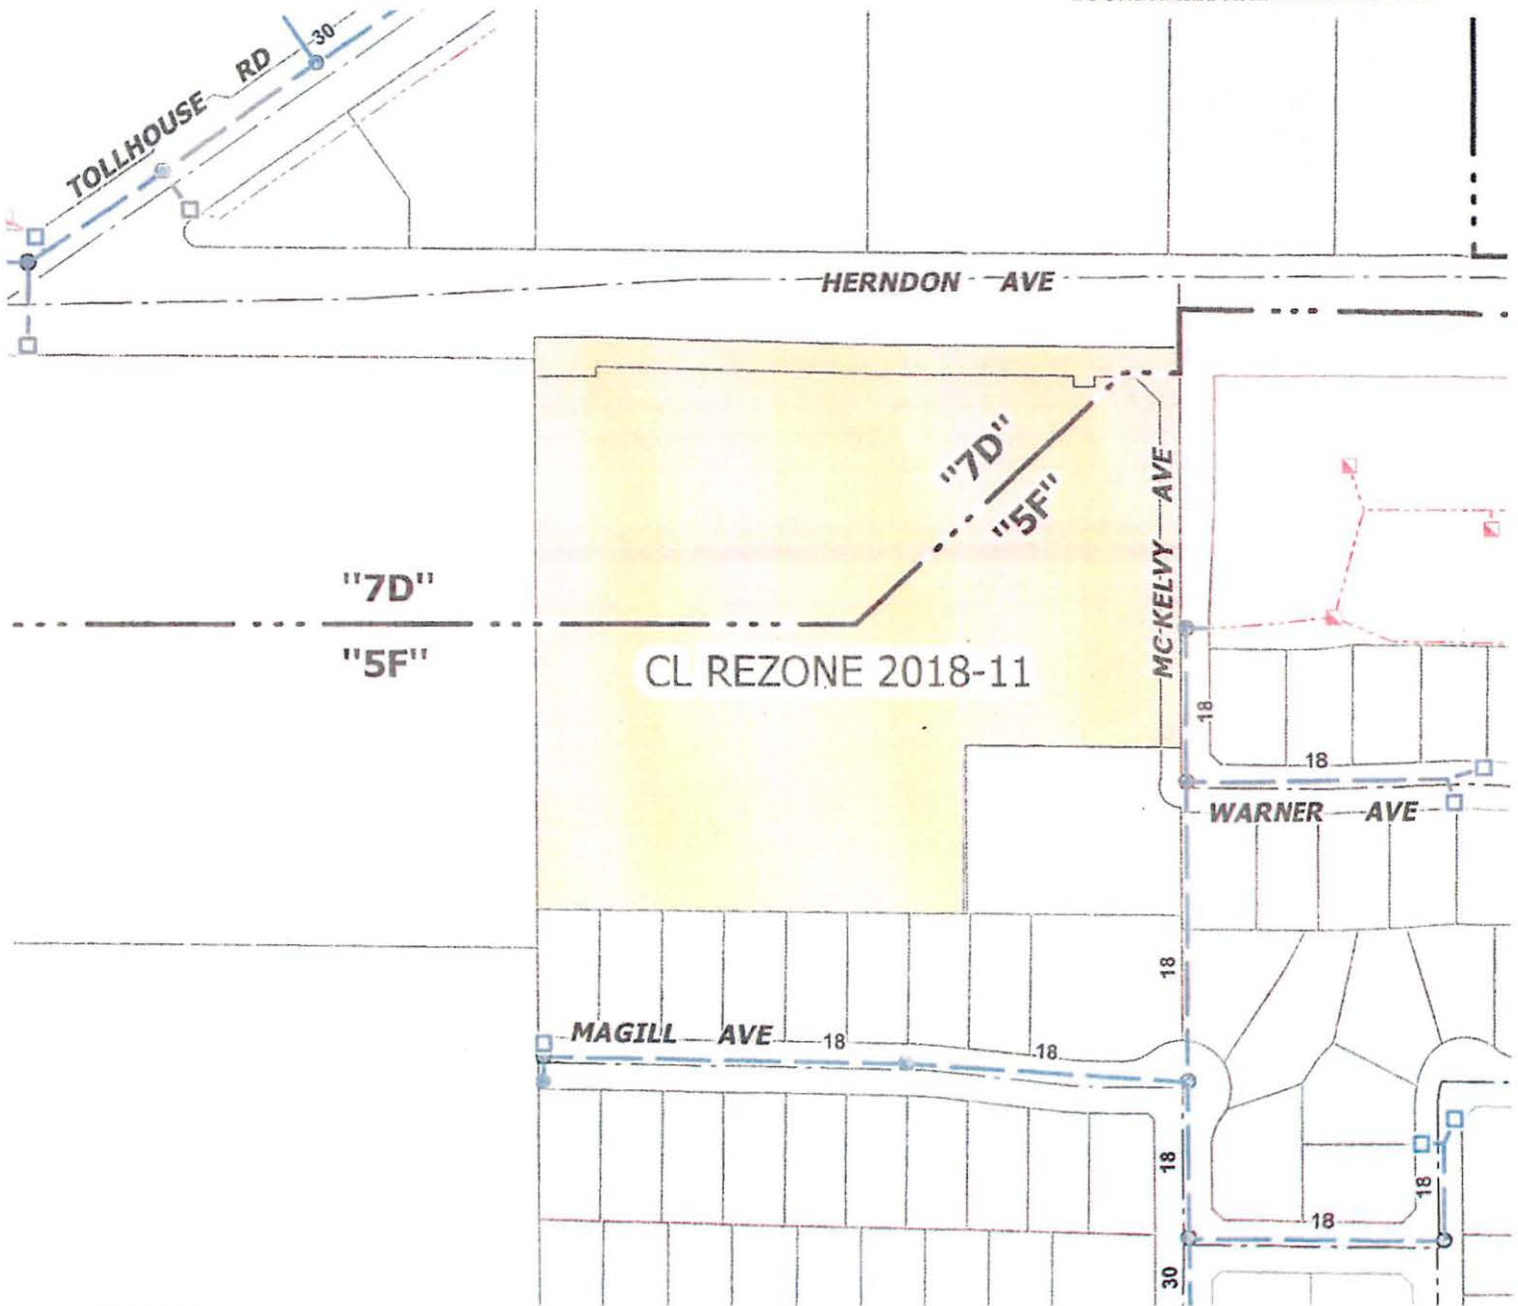 30
TOLLHOUSE RD
HERNDON AVE
"7D"
"5F"
MC KELVY AVE
"7D"
"5F"
CL REZONE 2018-11
18
18
WARNER AVE
18
MAGILL AVE
18
18
18
18
18
30